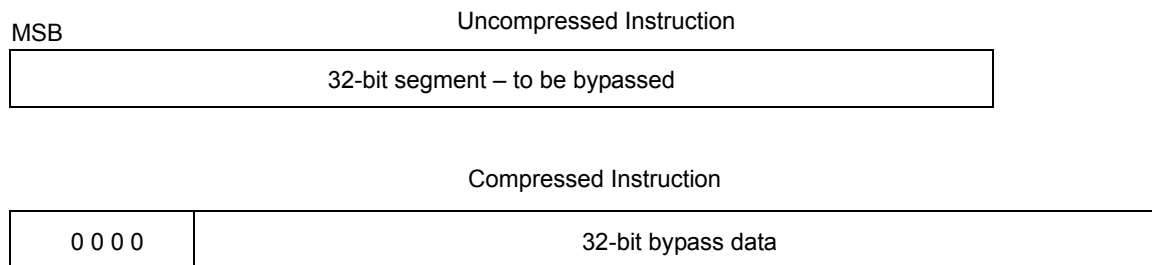 Uncompressed Instruction
MSB
32-bit segment – to be bypassed
Compressed Instruction
0 0 0 0
32-bit bypass data